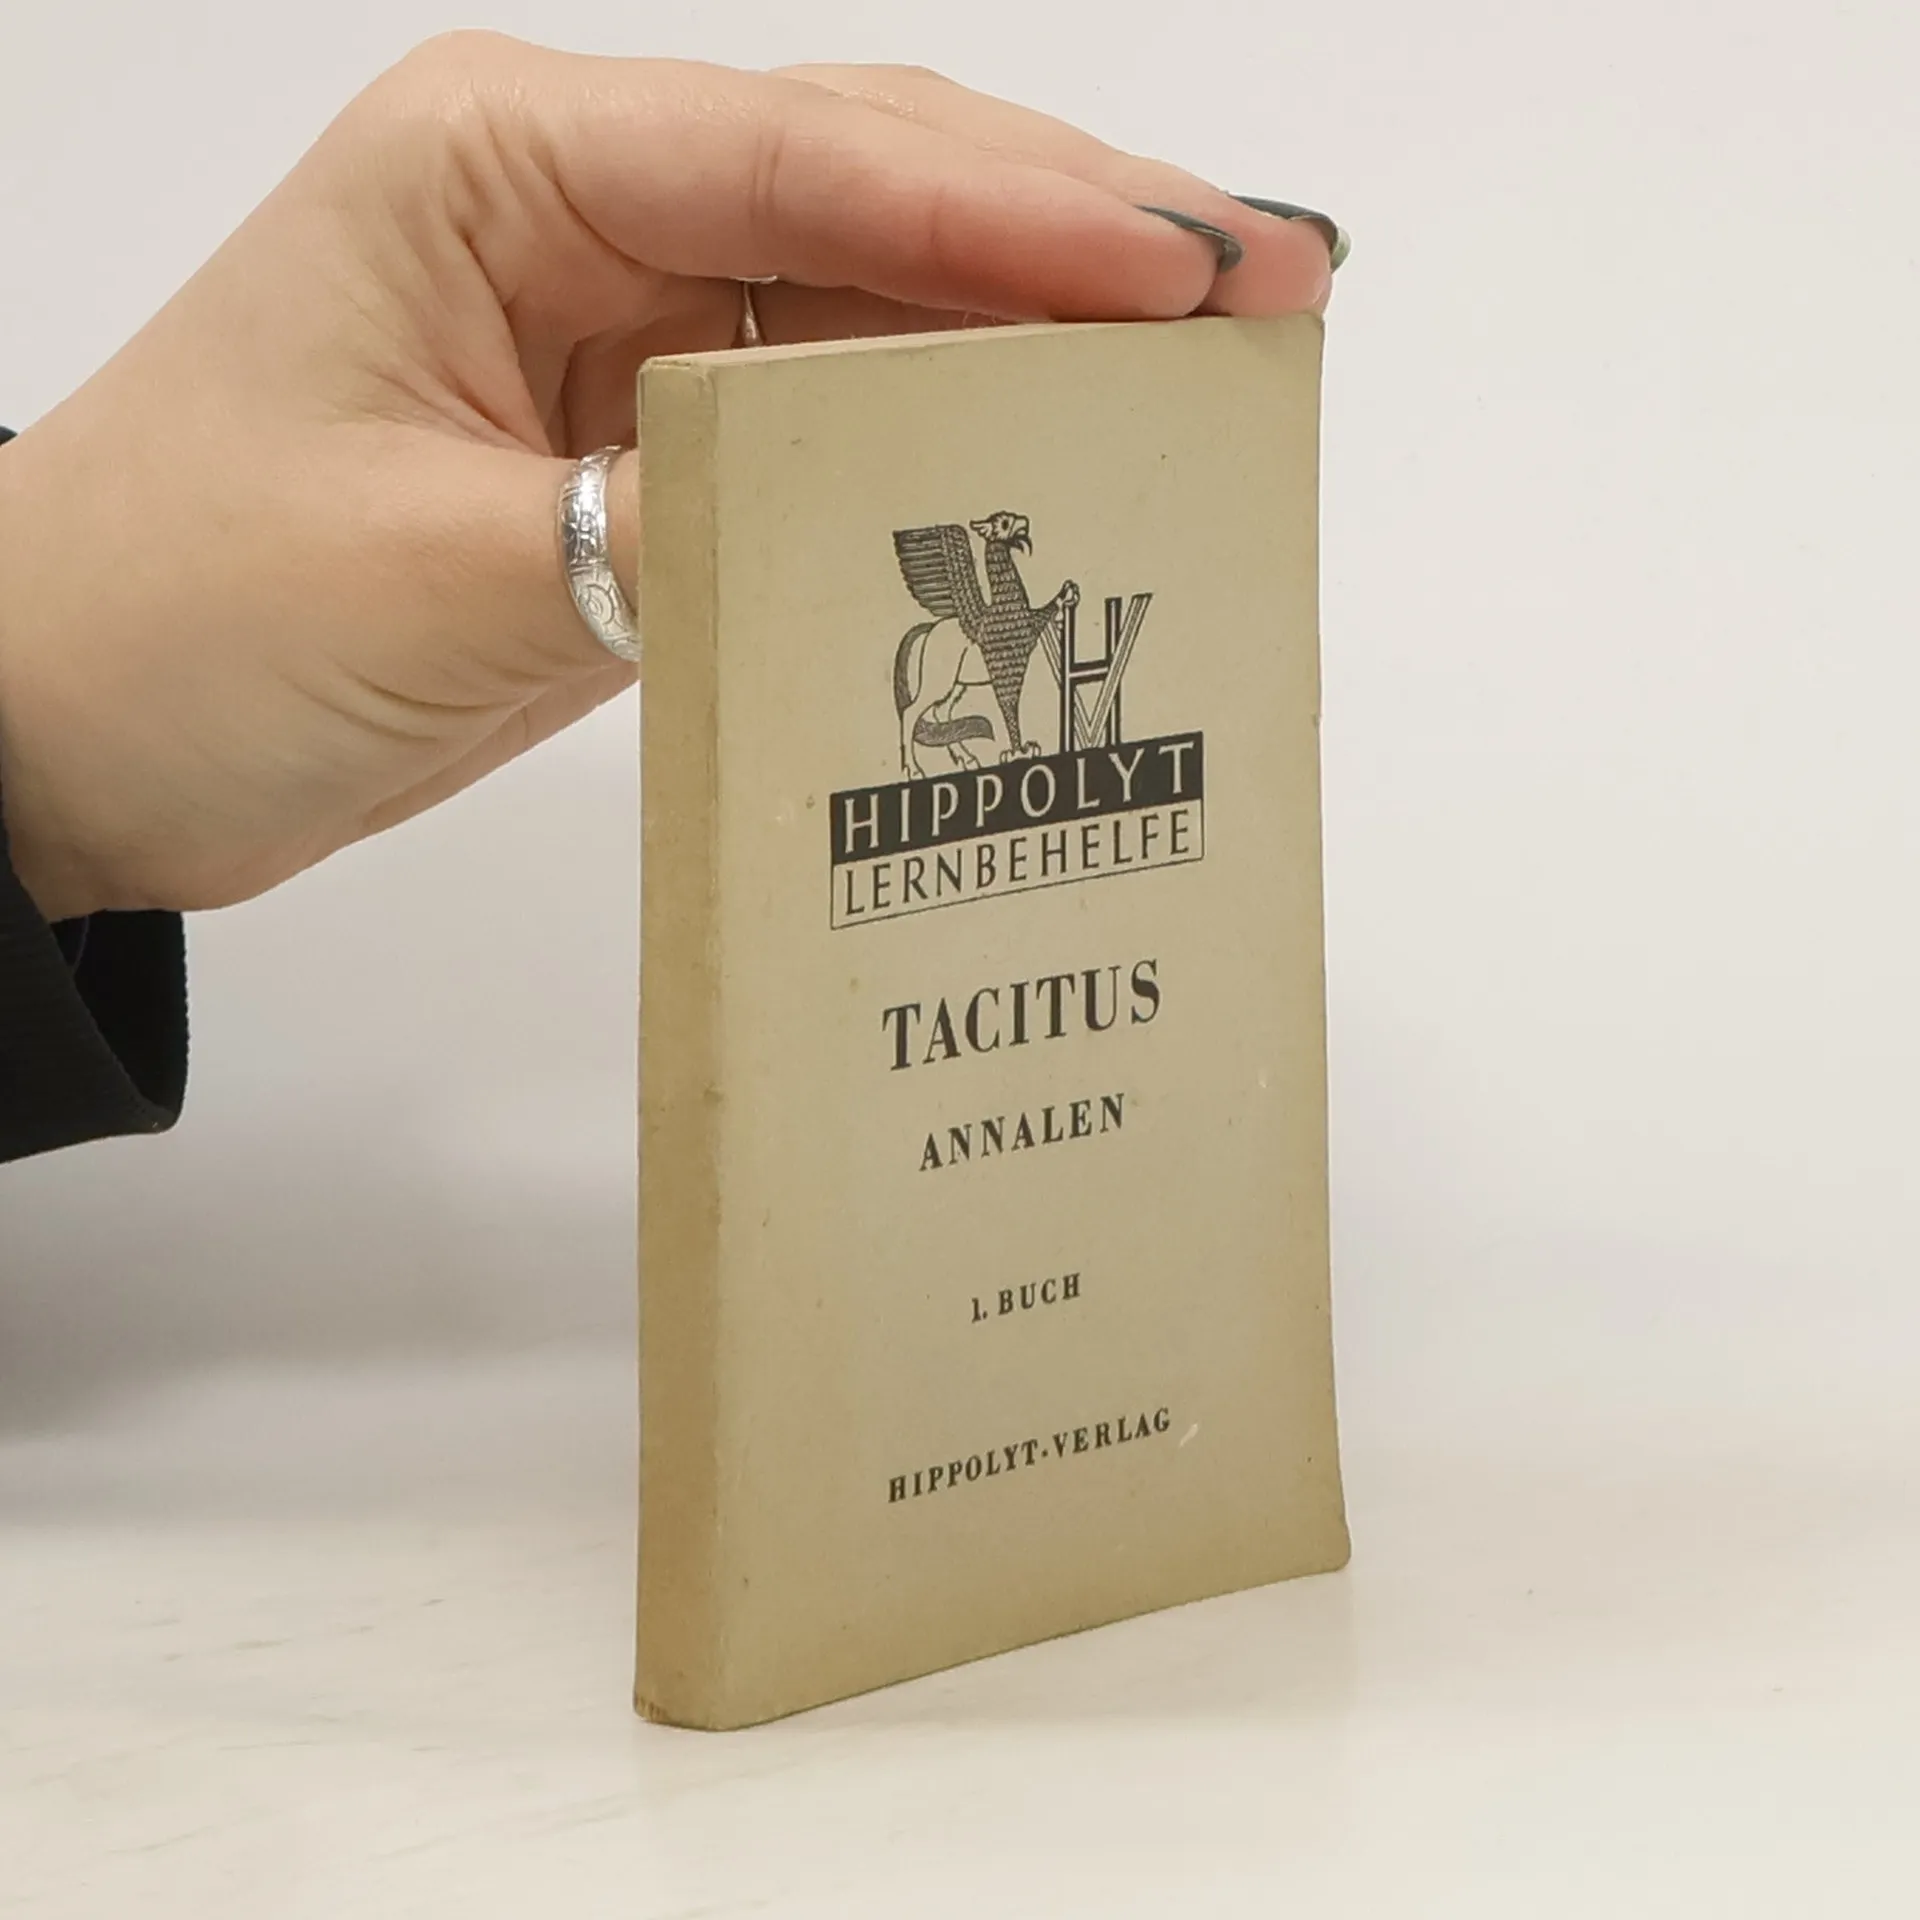 HV
HIPPOLYT
LERNBEHELFE
TACITUS
ANNALEN
1. BUCH
HIPPOLYT-VERLAG